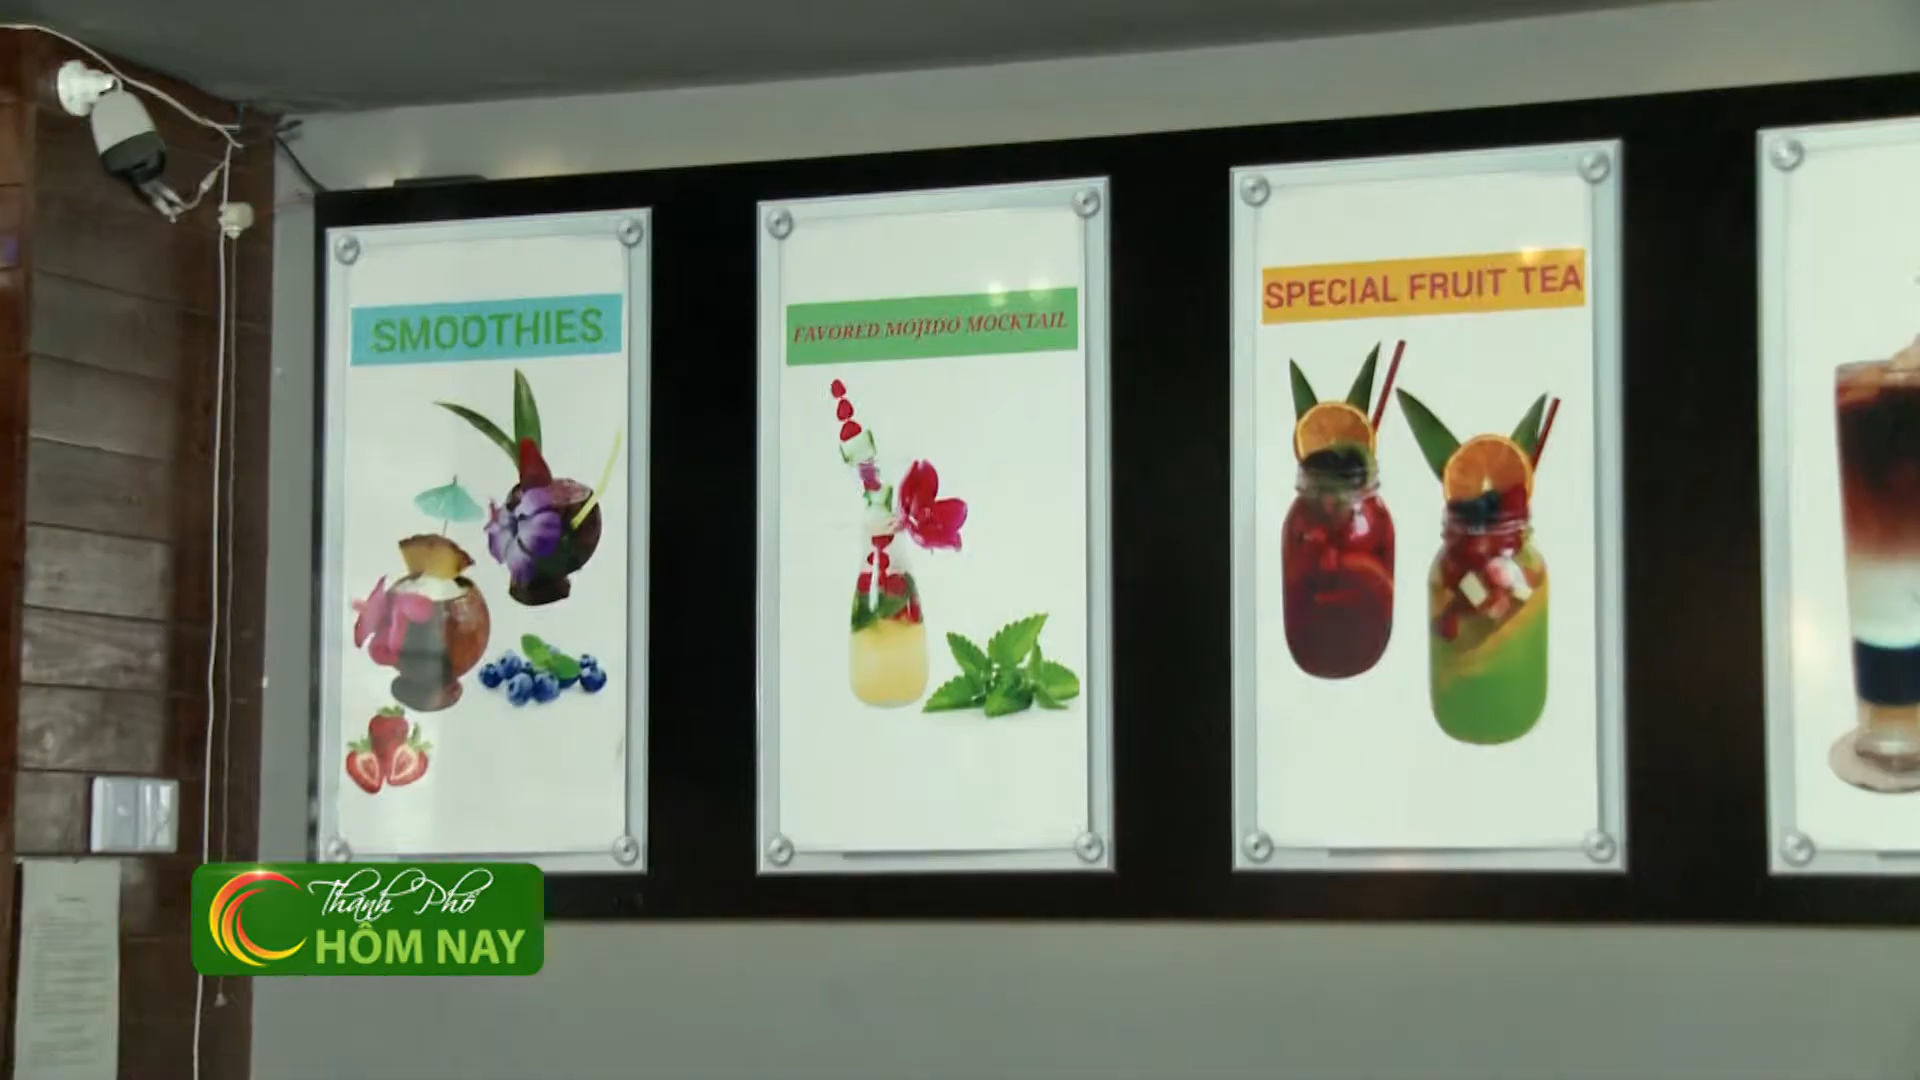 SMOOTHIES
FAVORED MOJIDO MOCKTAIL
SPECIAL FRUIT TEA
Thành Phố
HÔM NAY